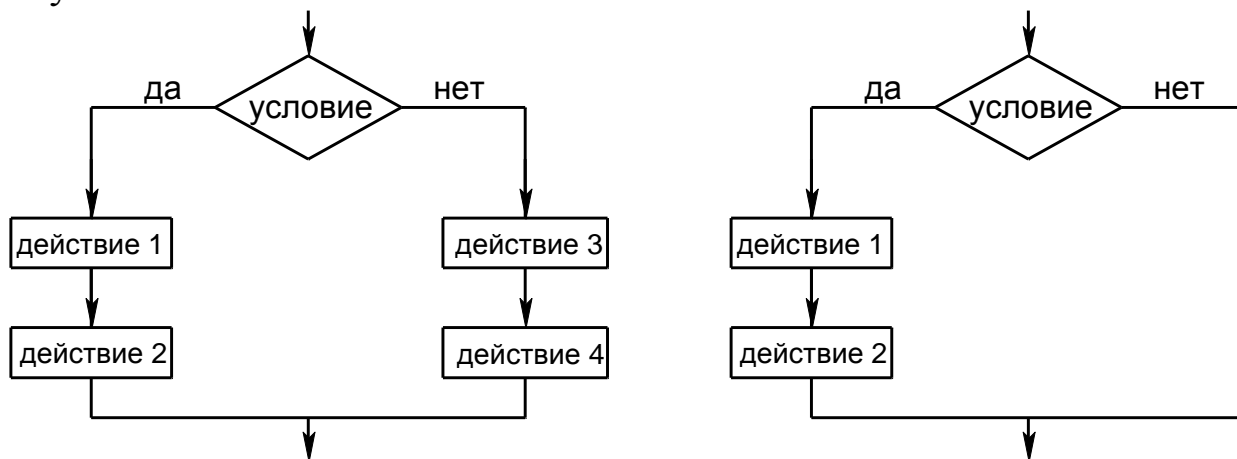 да нет да нет
условие условие
действие 1 действие 3 действие 1
действие 2 действие 4 действие 2